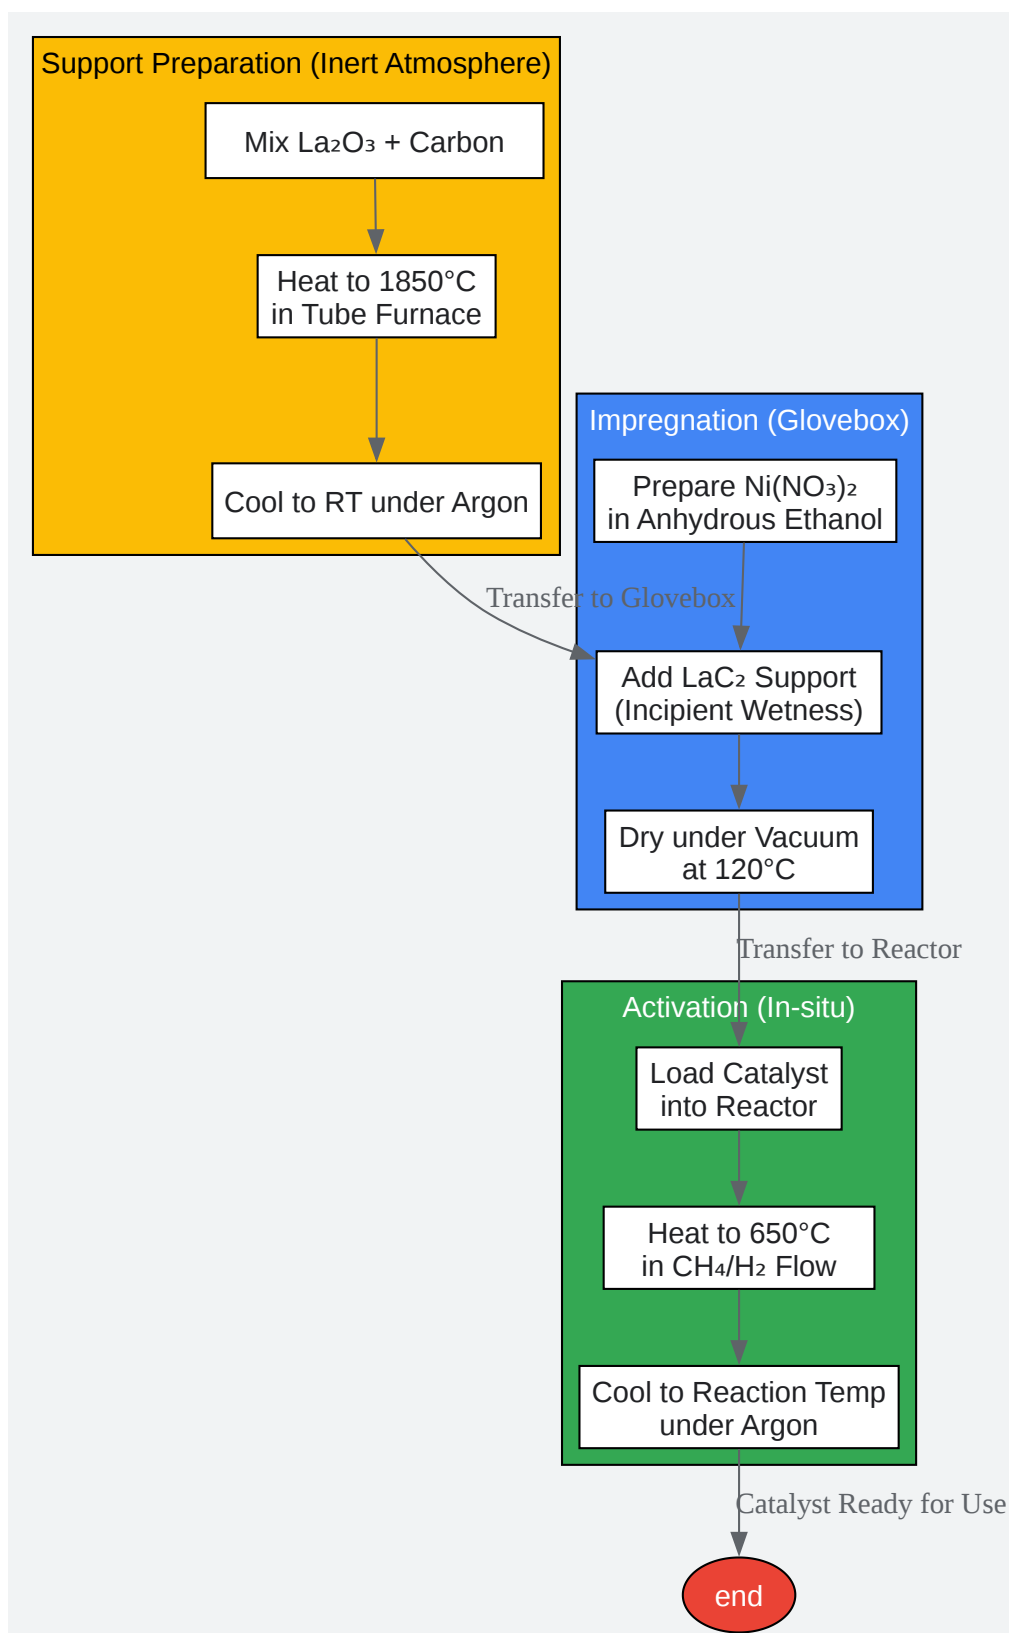 Support Preparation (Inert Atmosphere)
Mix La₂O₃ + Carbon
Heat to 1850°C
in Tube Furnace
Cool to RT under Argon
Impregnation (Glovebox)
Prepare Ni(NO₃)₂
in Anhydrous Ethanol
Transfer to Glovebox
Add LaC₂ Support
(Incipient Wetness)
Dry under Vacuum
at 120°C
Transfer to Reactor
Activation (In-situ)
Load Catalyst
into Reactor
Heat to 650°C
in CH₄/H₂ Flow
Cool to Reaction Temp
under Argon
Catalyst Ready for Use
end